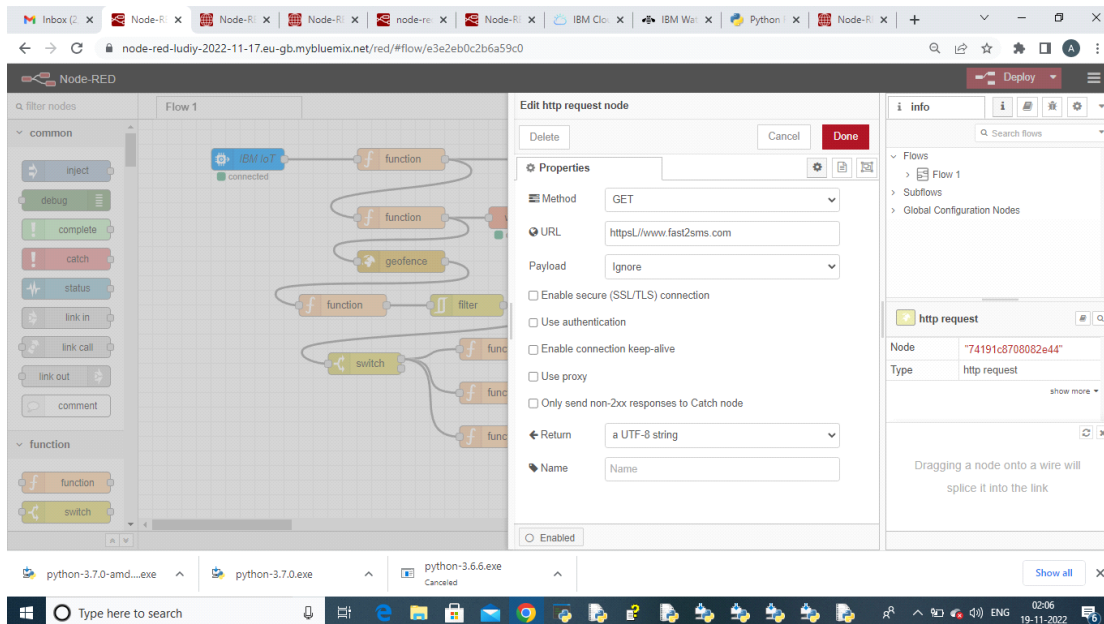 Inbox (2
Node-R
Node-RE
Node-RE
node-re
Node-R
IBM Clo
IBM Wat
Python
Node-R
node-red-ludiy-2022-11-17.eu-gb.mybluemix.net/red/#flow/e3e2eb0c2b6a59c0
A
Node-RED
Deploy
filter nodes
Flow 1
common
inject
debug
complete
catch
status
link in
link call
link out
comment
function
function
switch
IBM IoT
connected
function
function
geofence
function
filter
switch
func
func
func
Edit http request node
Delete
Cancel
Done
Properties
Method
GET
URL
httpsL//www.fast2sms.com
Payload
Ignore
Enable secure (SSL/TLS) connection
Use authentication
Enable connection keep-alive
Use proxy
Only send non-2xx responses to Catch node
Return
a UTF-8 string
Name
Name
Enabled
i info
i
Search flows
Flows
Flow 1
Subflows
Global Configuration Nodes
http request
Node
"74191c8708082e44"
Type
http request
show more
Dragging a node onto a wire will
splice it into the link
python-3.7.0-amd....exe
python-3.7.0.exe
python-3.6.6.exe
Canceled
Show all
Type here to search
ENG
02:06
19-11-2022
6